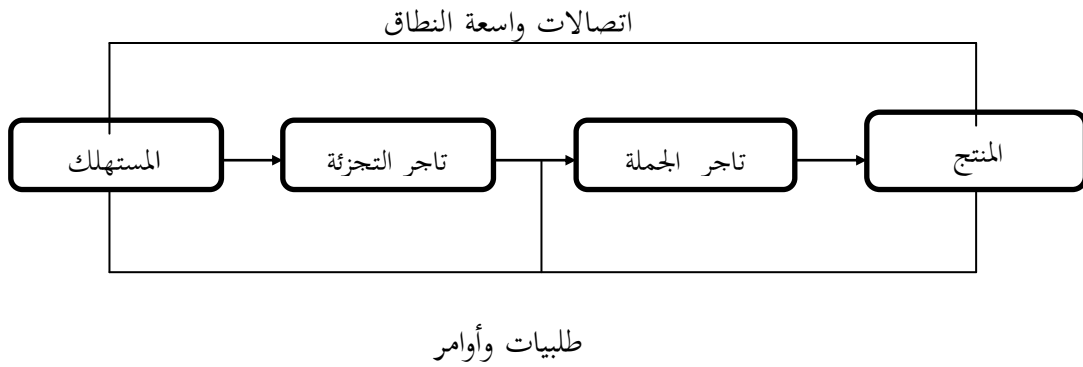 اتصالات واسعة النطاق
المنتج
تاجر الجملة
تاجر التجزئة
المستهلك
طلبيات وأوامر